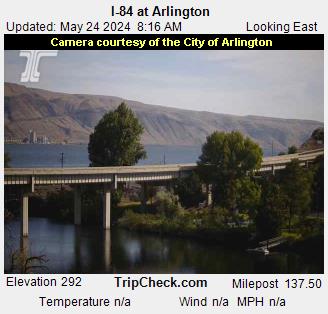 I-84 at Arlington
Updated: May 24 2024 8:16 AM Looking East
Camera courtesy of the City of Arlington
Elevation 292 TripCheck.com Milepost 137.50
Temperature n/a Wind n/a MPH n/a